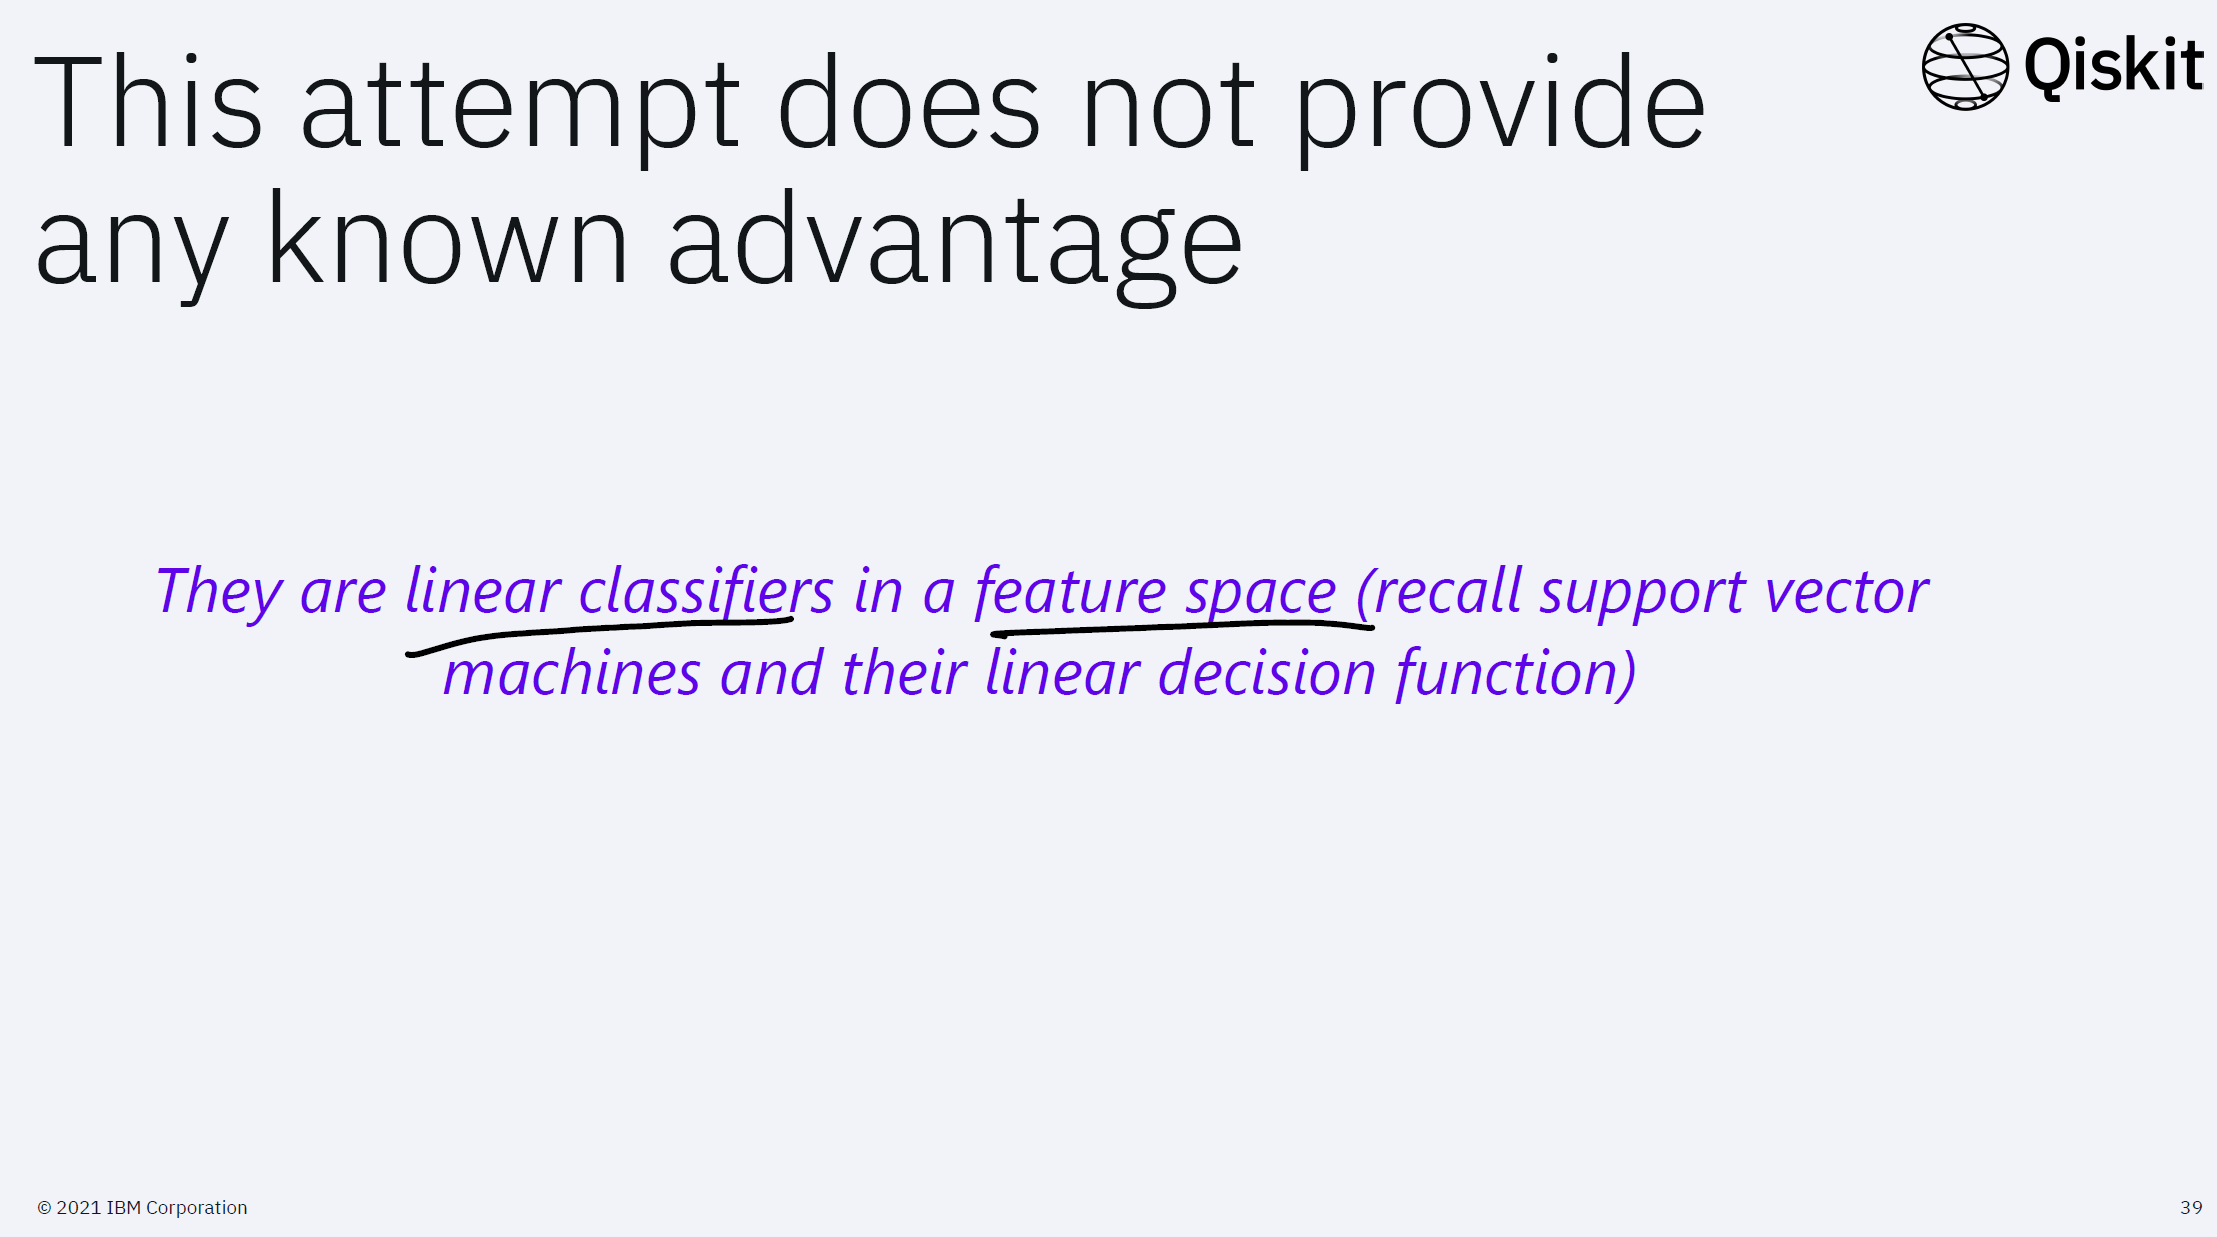 This attempt does not provide
any known advantage
Qiskit
They are linear classifiers in a feature space (recall support vector
machines and their linear decision function)
© 2021 IBM Corporation
39